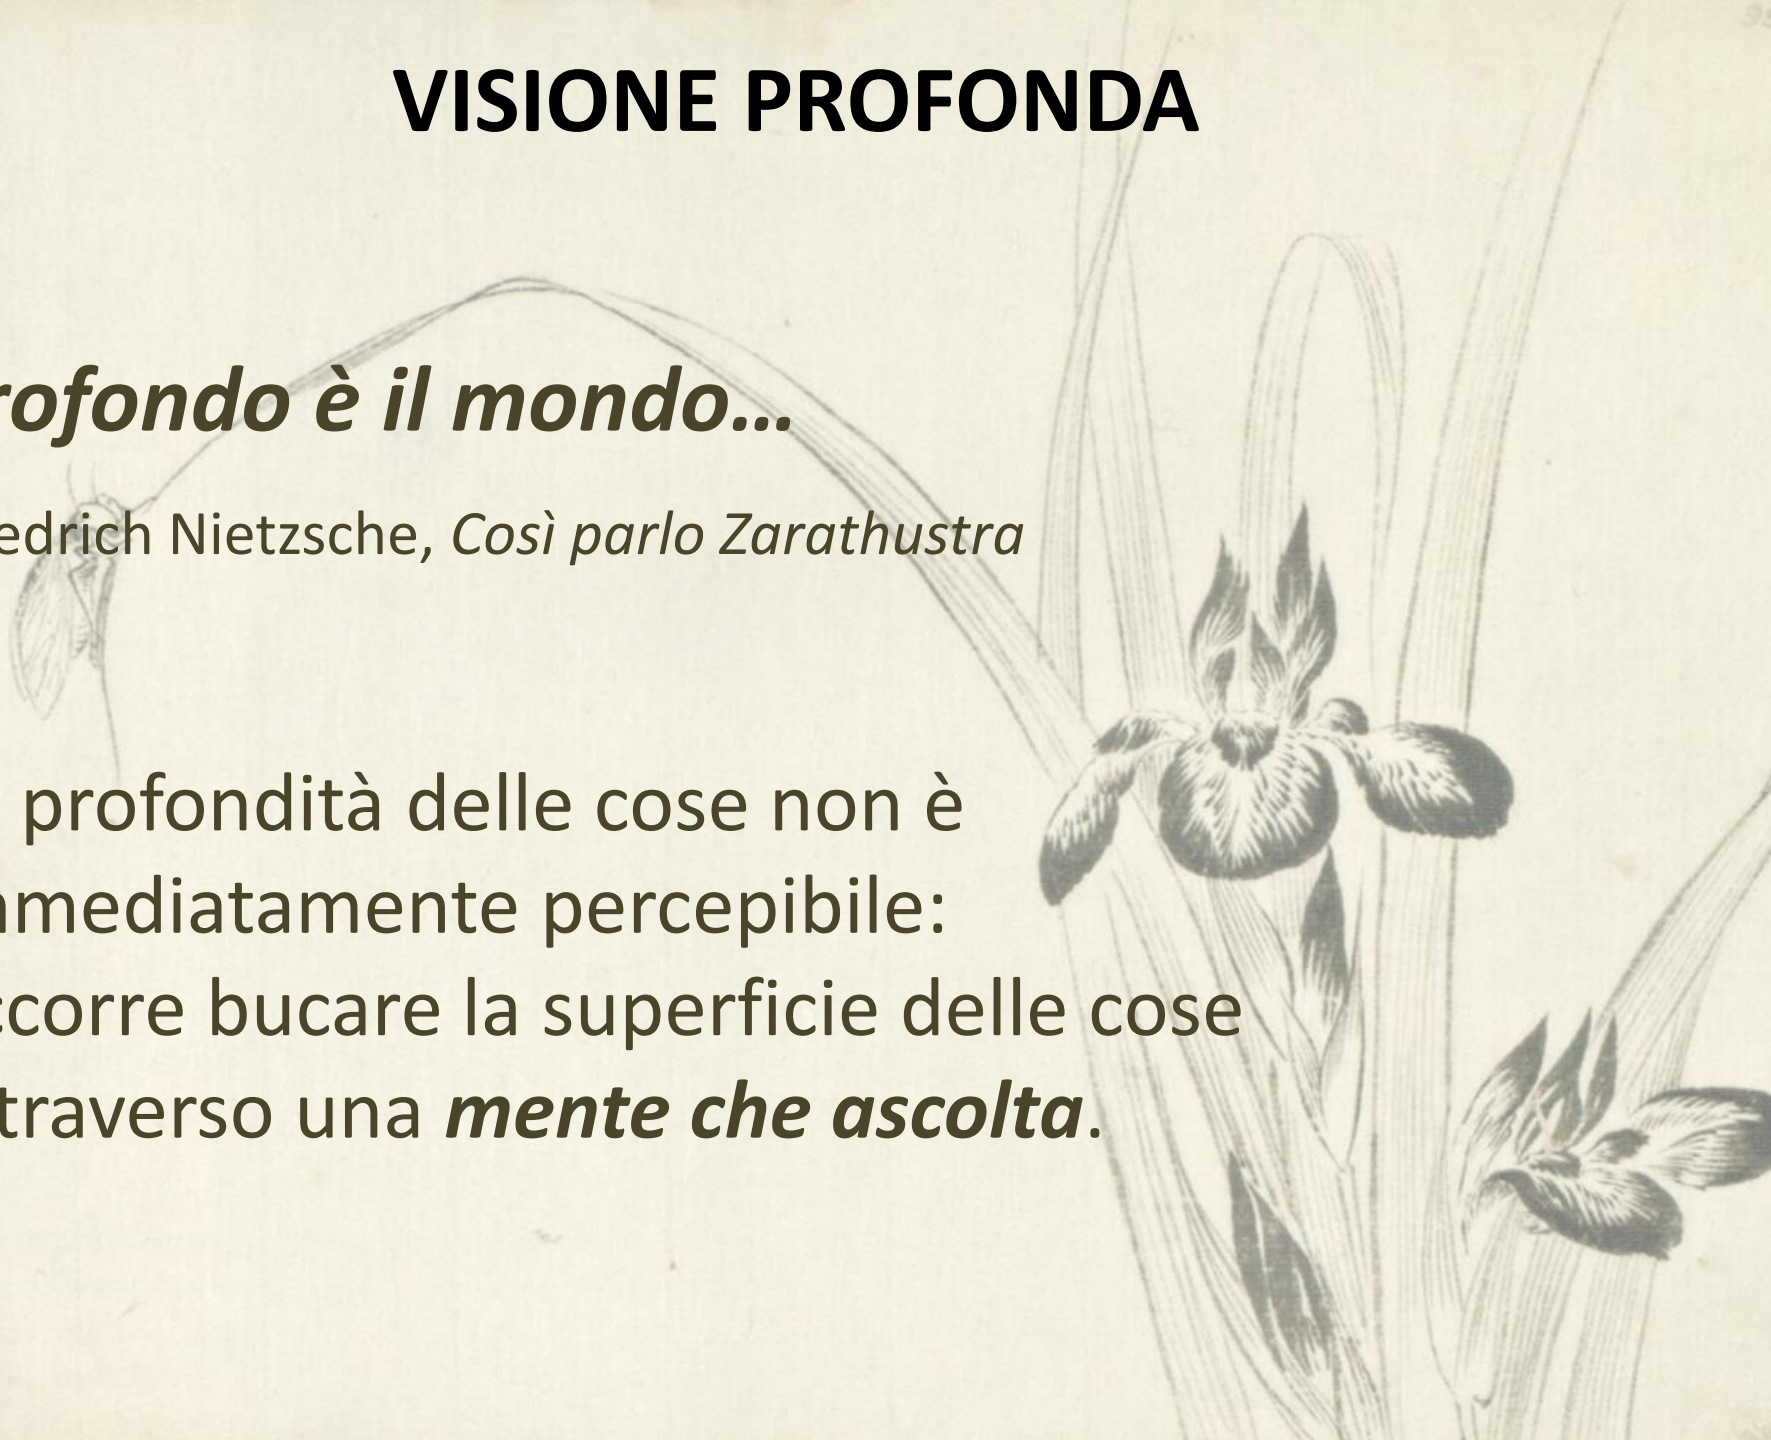 VISIONE PROFONDA
rofondo è il mondo…
edrich Nietzsche, Così parlo Zarathustra
profondità delle cose non è
mediatamente percepibile:
ccorre bucare la superficie delle cose
traverso una mente che ascolta.